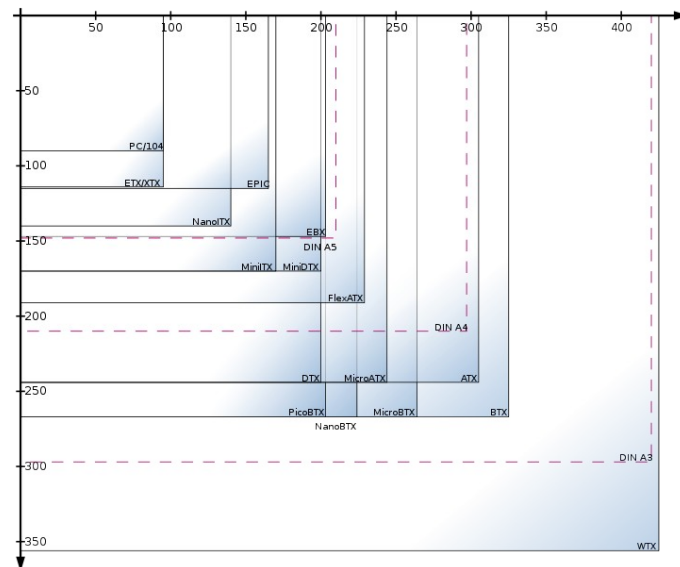 50 100 150 200 250 300 350 400
50
PC/104
100
ETX/XTX EPIC
NanoITX
EBX
150
DIN A5
MiniITX MiniDTX
FlexATX
200
DIN A4
DTX MicroATX ATX
250
PicoBTX MicroBTX BTX
NanoBTX
DIN A3
300
350
WTX